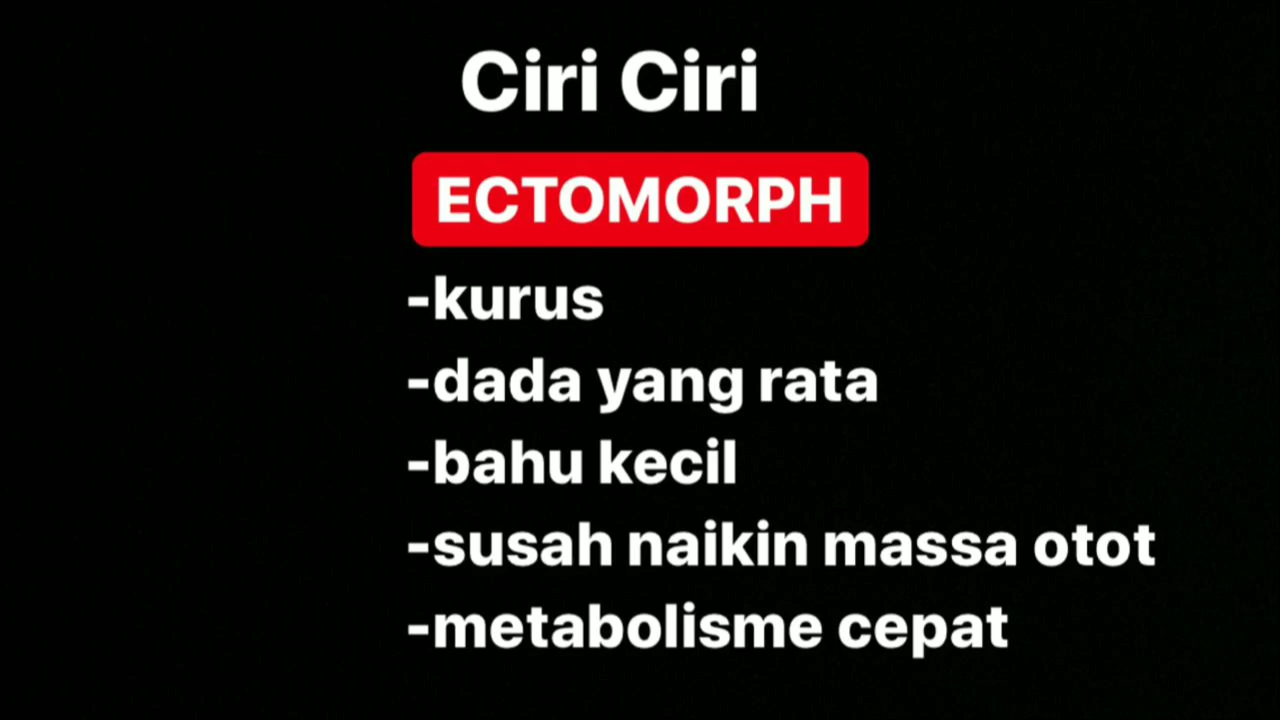 Ciri Ciri
ECTOMORPH
-kurus
-dada yang rata
-bahu kecil
-susah naikin massa otot
-metabolisme cepat